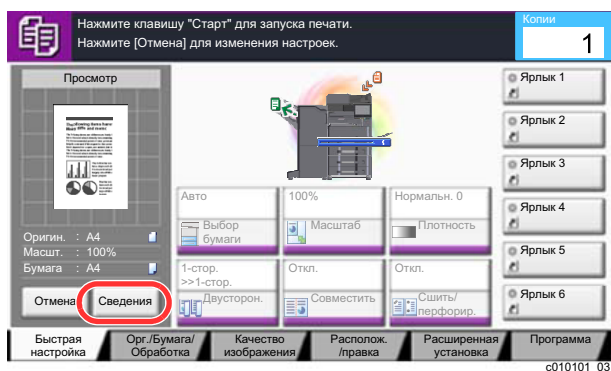 Нажмите клавишу "Старт" для запуска печати.
Нажмите [Отмена] для изменения настроек.
Копии
1
Просмотр
Оригин. : A4
Масшт. : 100%
Бумага : A4
Отмена
Сведения
Авто
Выбор
бумаги
100%
Масштаб
Нормальн. 0
Плотность
1-стор.
>>1-стор.
Двусторон.
Откл.
Совместить
Откл.
Сшить/
перфорир.
Ярлык 1
Ярлык 2
Ярлык 3
Ярлык 4
Ярлык 5
Ярлык 6
Быстрая
настройка
Орг./Бумага/
Обработка
Качество
изображения
Располож.
/правка
Расширенная
установка
Программа
c010101_03